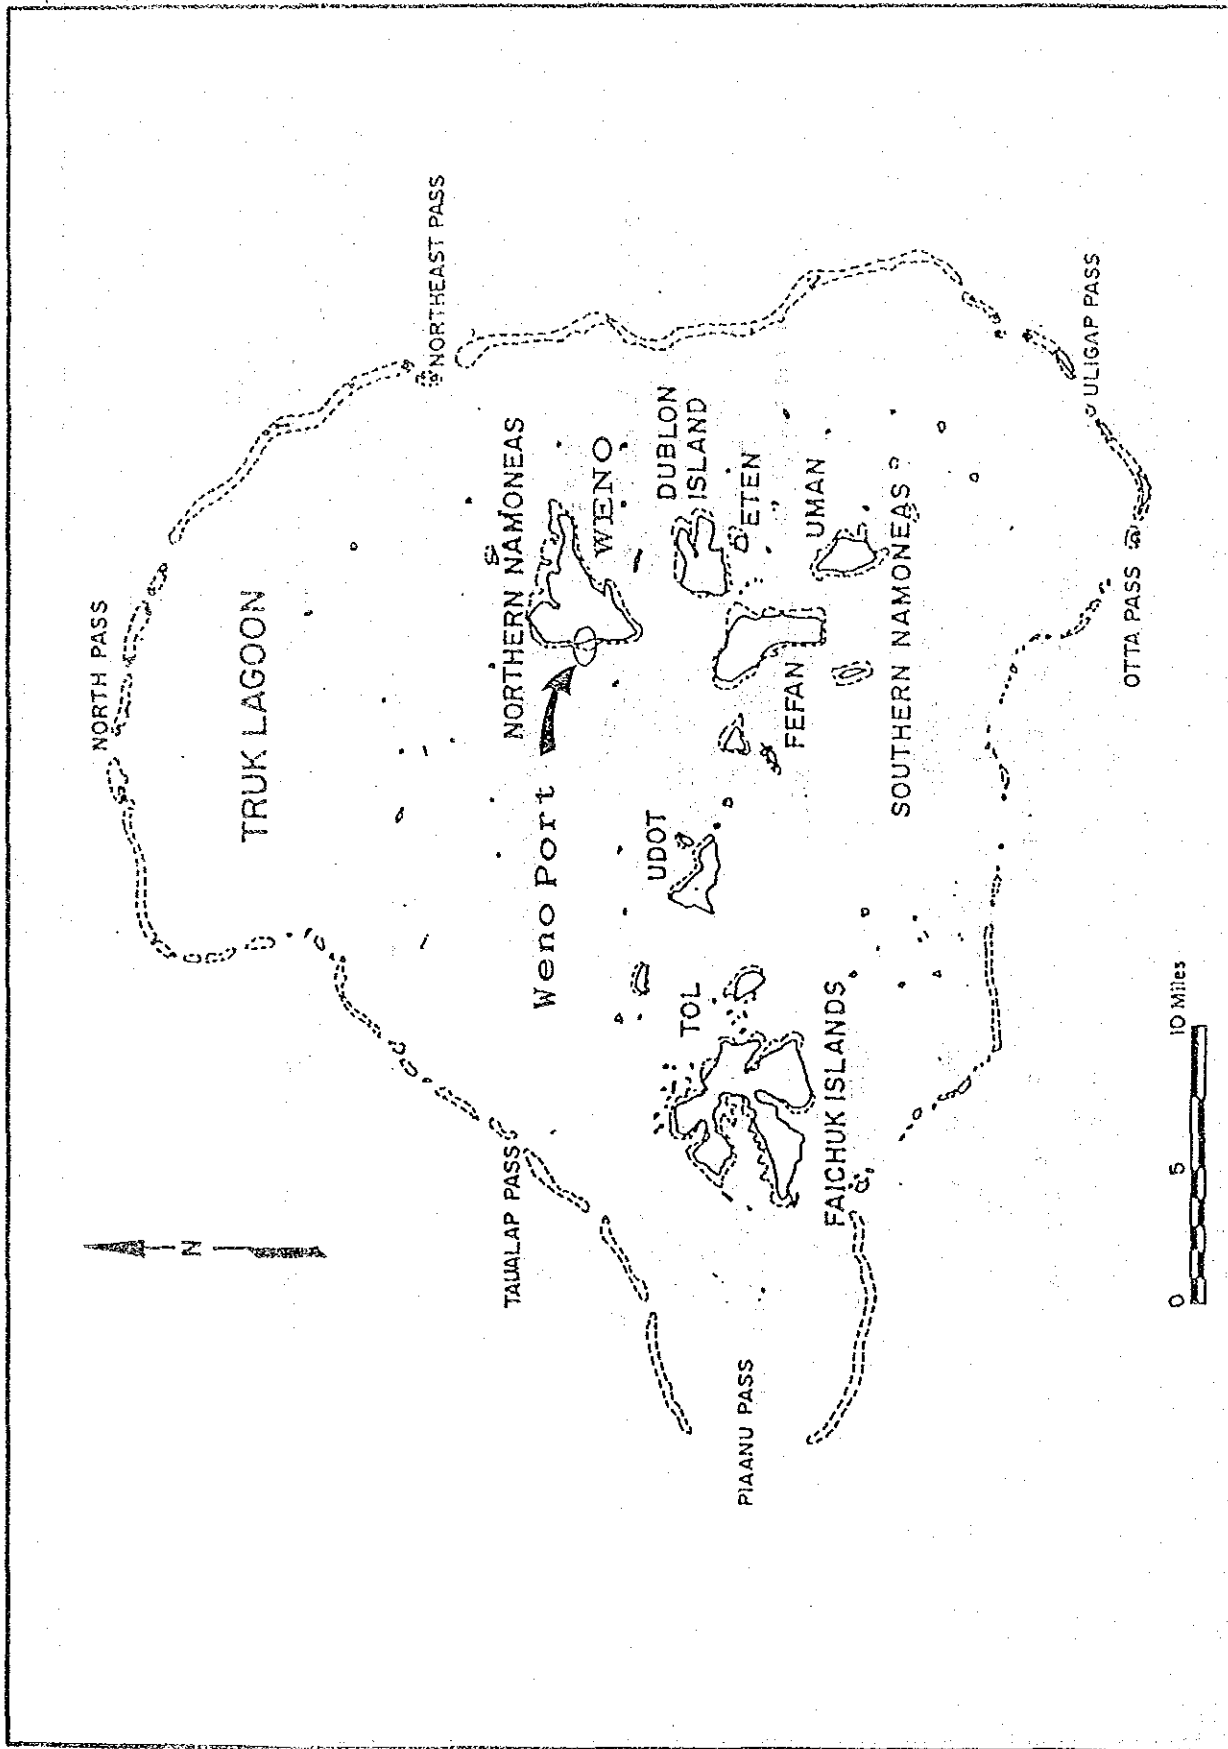 NORTH PASS
TRUK LAGOON
NORTHEAST PASS
NORTHERN NAMONEAS
WENO
Weno Port
TAUALAP PASS
N
DUBLON
ISLAND
ETEN
UDOT
TOL
UMAN
FEFAN
PIAANU PASS
FAICHUK ISLANDS
SOUTHERN NAMONEAS
ULIGAP PASS
OTTA PASS
0 5 10 Miles